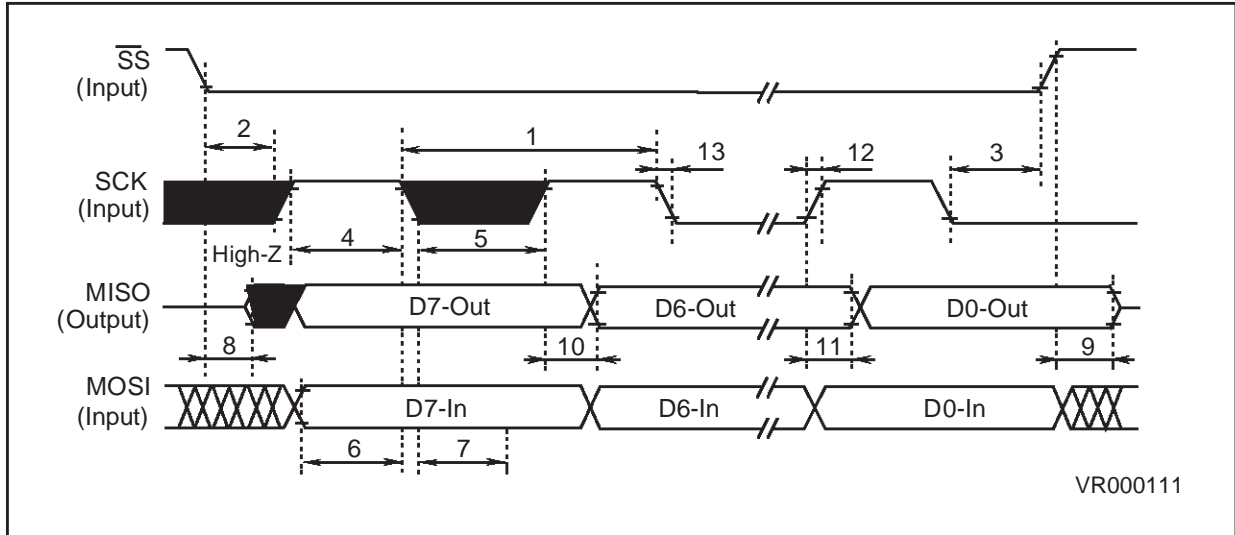 SS
(Input)
2
1
13
12
3
SCK
(Input)
High-Z
4
5
MISO
(Output)
D7-Out
D6-Out
D0-Out
8
10
11
9
MOSI
(Input)
D7-In
D6-In
D0-In
6
7
VR000111